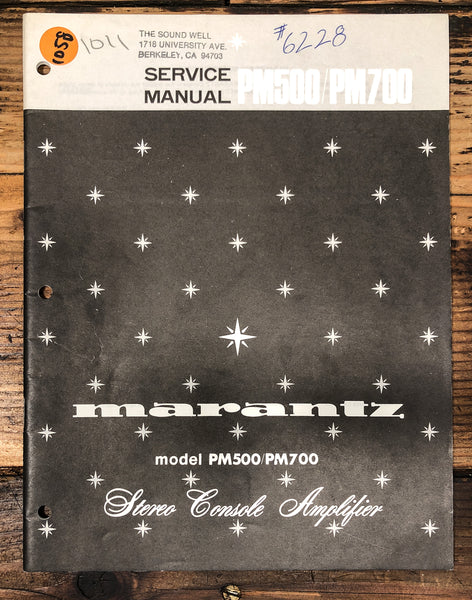 RS01
1011
THE SOUND WELL
1718 UNIVERSITY AVE.
BERKELEY, CA 94703
#6228
SERVICE
MANUAL PM500/PM700
marantz
model PM500/PM700
Stereo Console Amplifier